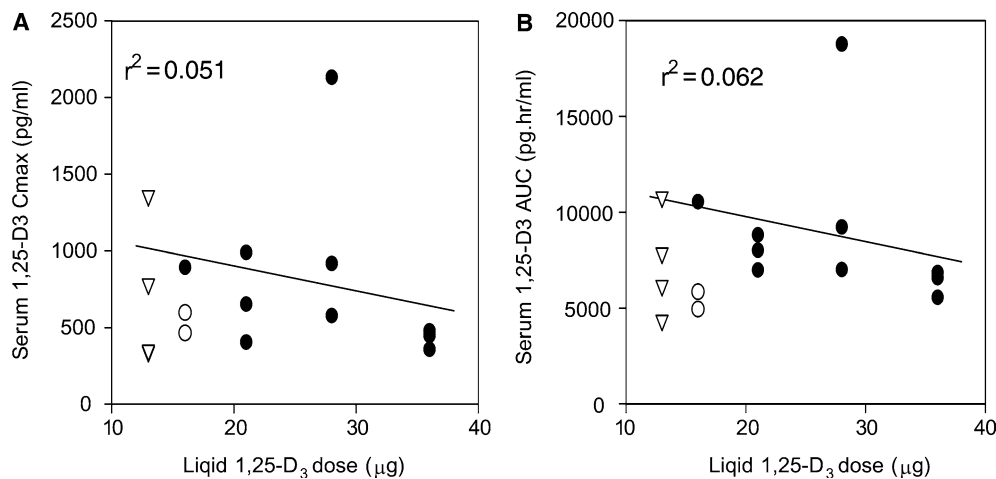 A
r2=0.051
Serum 1,25-D3 Cmax (pg/ml)
2500
2000
1500
1000
500
0
10 20 30 40
Liqid 1,25-D3 dose (μg)
B
r2=0.062
Serum 1,25-D3 AUC (pg.hr/ml)
20000
15000
10000
5000
0
10 20 30 40
Liquid 1,25-D3 dose (μg)